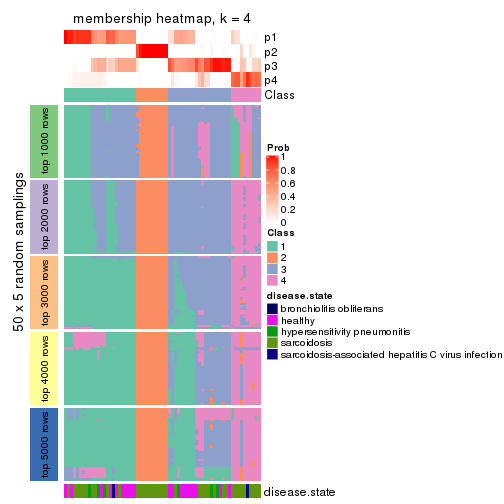 membership heatmap, k = 4
p1
p2
p3
p4
Class
50 x 5 random samplings
top 1000 rows
top 2000 rows
top 3000 rows
top 4000 rows
top 5000 rows
disease.state
Prob
1
0.8
0.6
0.4
0.2
0
Class
1
2
3
4
disease.state
bronchiolitis obliterans
healthy
hypersensitivity pneumonitis
sarcoidosis
sarcoidosis-associated hepatitis C virus infection